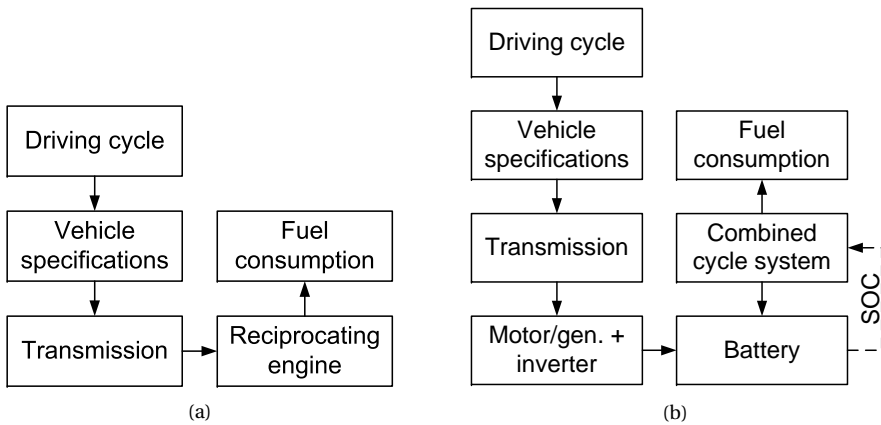 Driving cycle
Vehicle
specifications
Fuel
consumption
Transmission
Reciprocating
engine
(a)
Driving cycle
Vehicle
specifications
Fuel
consumption
Transmission
Combined
cycle system
SOC
Motor/gen. +
inverter
Battery
(b)